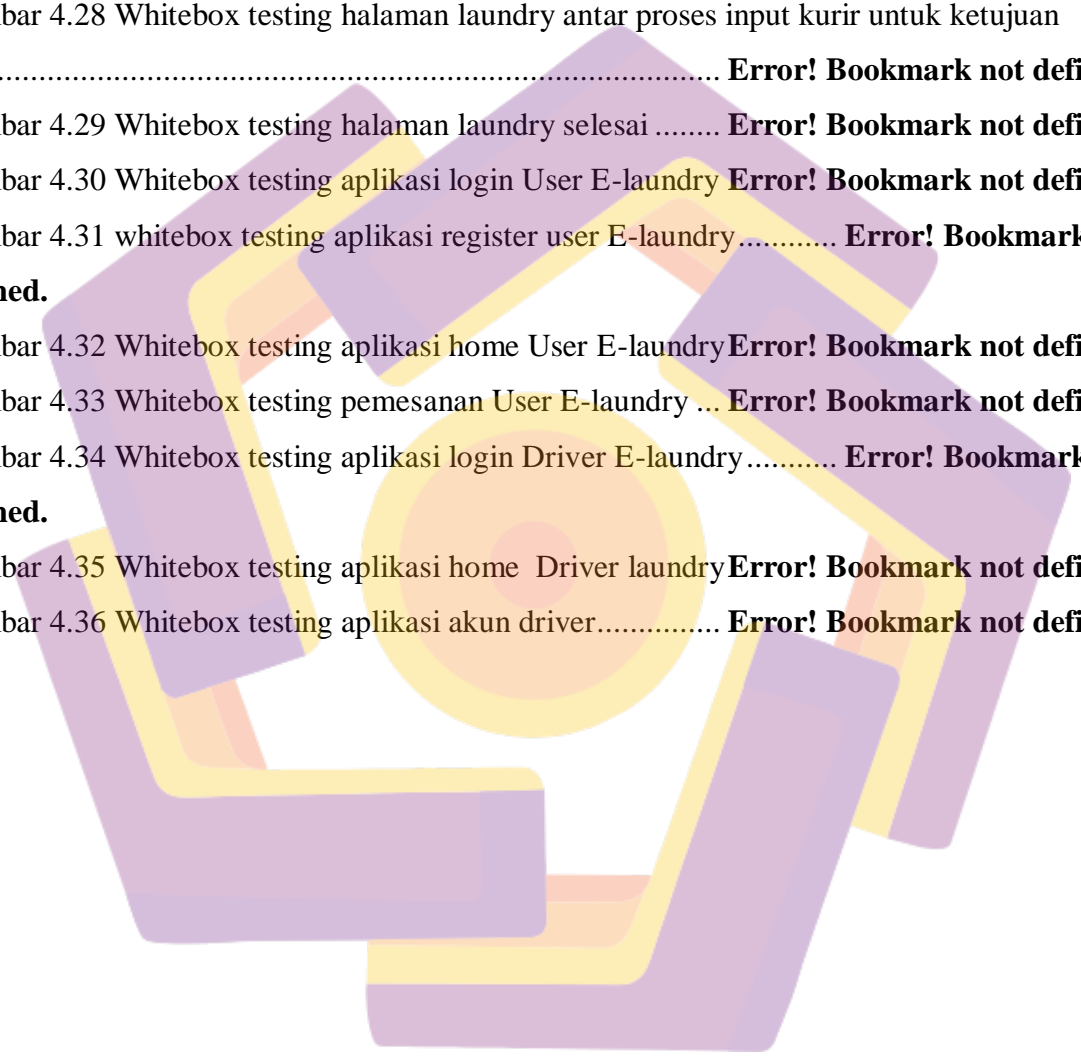 bar 4.28 Whitebox testing halaman laundry antar proses input kurir untuk ketujuan
........................................................................................ Error! Bookmark not defi
bar 4.29 Whitebox testing halaman laundry selesai ........ Error! Bookmark not defi
bar 4.30 Whitebox testing aplikasi login User E-laundry Error! Bookmark not defi
bar 4.31 whitebox testing aplikasi register user E-laundry............ Error! Bookmark
ned.
bar 4.32 Whitebox testing aplikasi home User E-laundryError! Bookmark not defi
bar 4.33 Whitebox testing pemesanan User E-laundry ... Error! Bookmark not defi
bar 4.34 Whitebox testing aplikasi login Driver E-laundry........... Error! Bookmark
ned.
bar 4.35 Whitebox testing aplikasi home  Driver laundryError! Bookmark not defi
bar 4.36 Whitebox testing aplikasi akun driver............... Error! Bookmark not defi